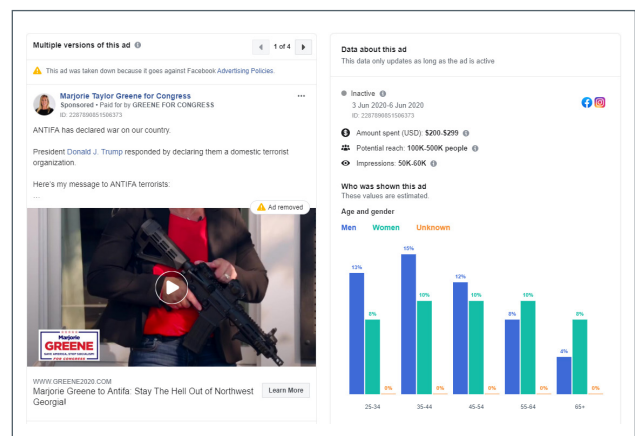 Multiple versions of this ad
1 of 4
This ad was taken down because it goes against Facebook Advertising Policies.
Marjorie Taylor Greene for Congress
Sponsored • Paid for by GREENE FOR CONGRESS
ID: 2287890851506373
ANTIFA has declared war on our country.
President Donald J. Trump responded by declaring them a domestic terrorist
organization.
Here's my message to ANTIFA terrorists:
...
Ad removed
Marjorie
GREENE
SAVE AMERICA, STOP SOCIALISM!
FOR CONGRESS
WWW.GREENE2020.COM
Marjorie Greene to Antifa: Stay The Hell Out of Northwest
Georgia!
Learn More
Data about this ad
This data only updates as long as the ad is active
Inactive
3 Jun 2020-6 Jun 2020
ID: 2287890851506373
Amount spent (USD): $200-$299
Potential reach: 100K-500K people
Impressions: 50K-60K
Who was shown this ad
These values are estimated.
Age and gender
Men Women Unknown
13% 8% 0% 15% 10% 0% 12% 10% 0% 8% 10% 0% 4% 8% 0%
25-34 35-44 45-54 55-64 65+